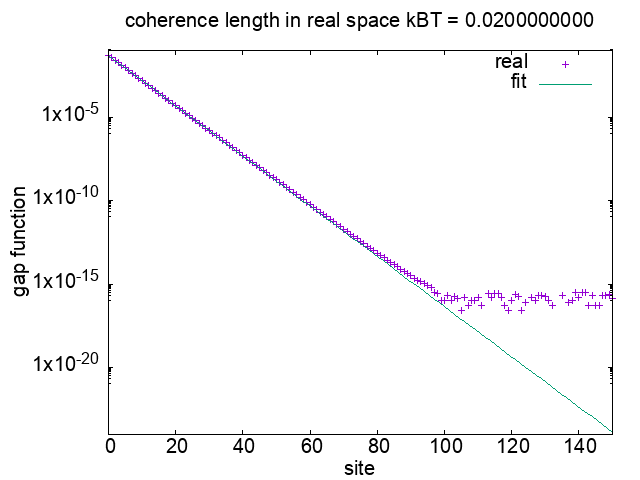 coherence length in real space kBT = 0.0200000000
real
fit
1x10^-5
1x10^-10
1x10^-15
1x10^-20
gap function
0 20 40 60 80 100 120 140
site